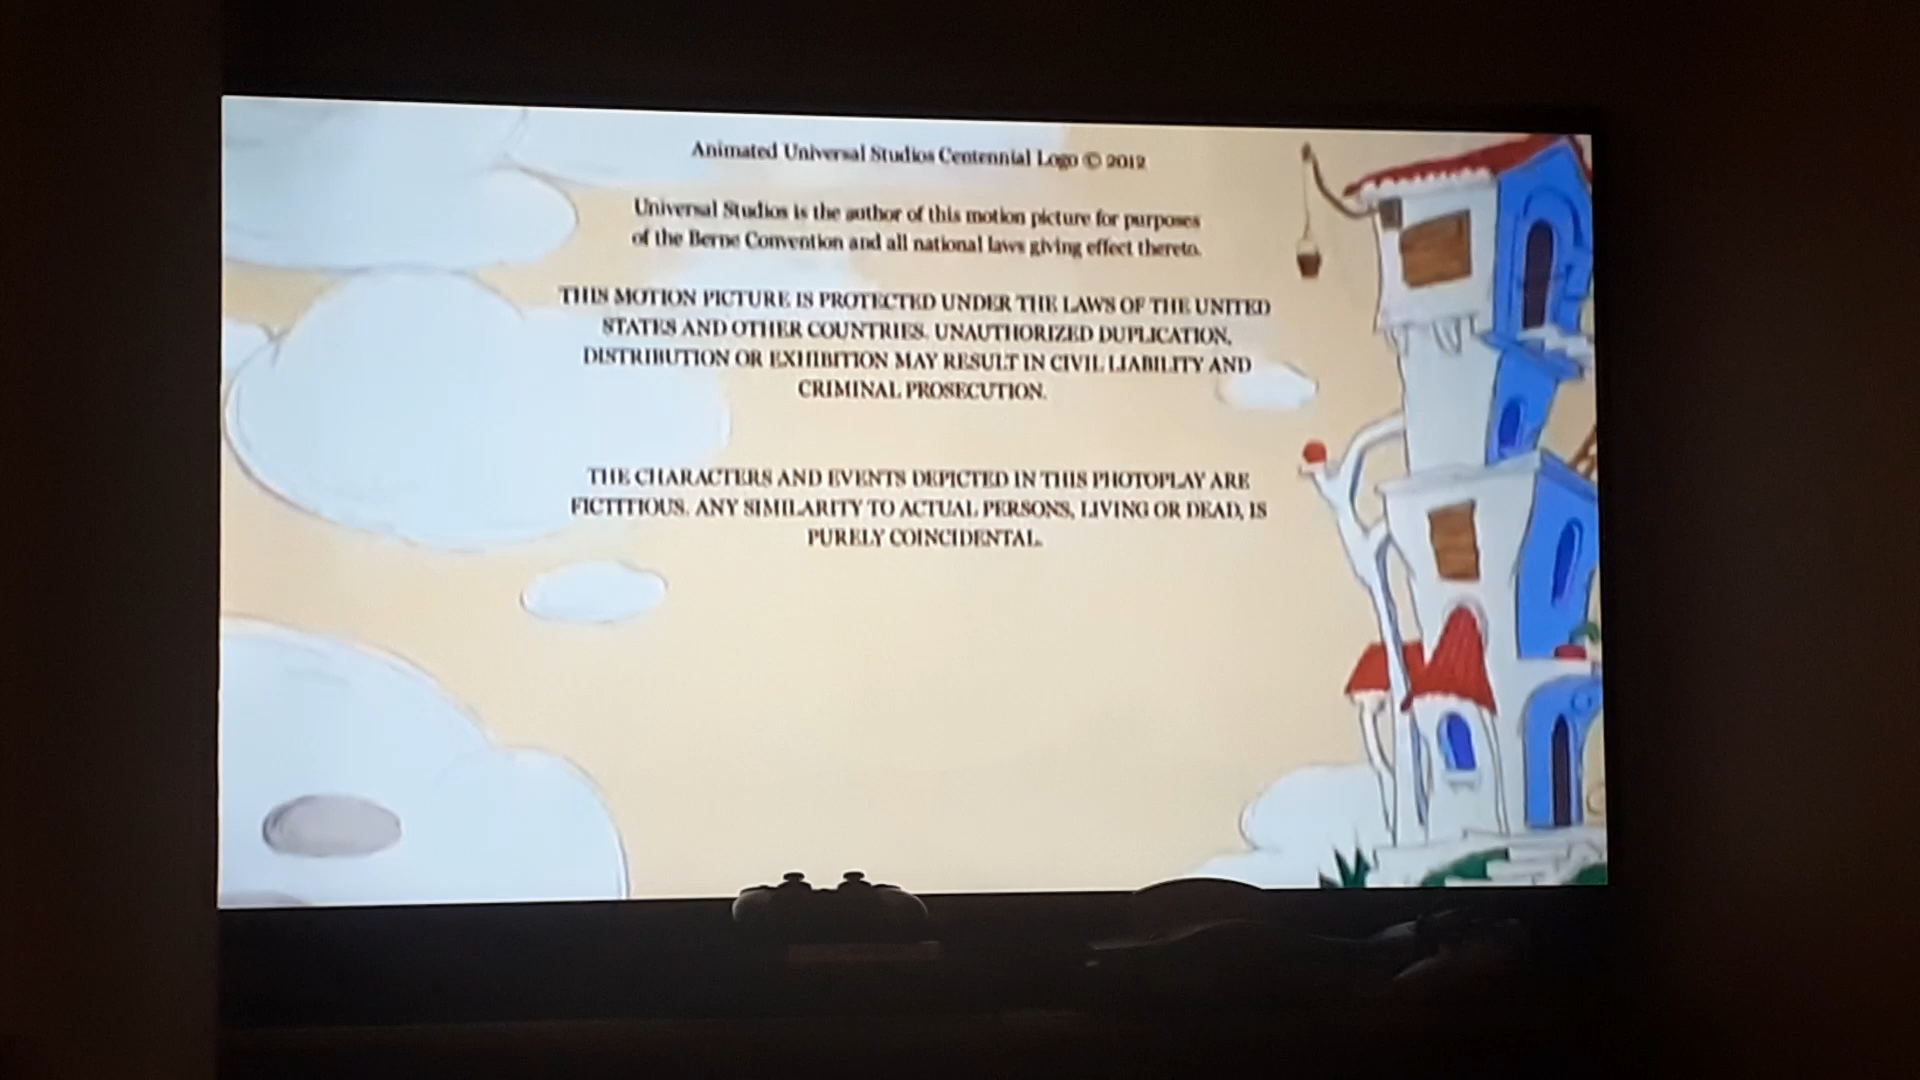 Animated Universal Studios Centennial Logo © 2012
Universal Studios is the author of this motion picture for purposes
of the Berne Convention and all national laws giving effect thereto.
THIS MOTION PICTURE IS PROTECTED UNDER THE LAWS OF THE UNITED
STATES AND OTHER COUNTRIES. UNAUTHORIZED DUPLICATION,
DISTRIBUTION OR EXHIBITION MAY RESULT IN CIVIL LIABILITY AND
CRIMINAL PROSECUTION.
THE CHARACTERS AND EVENTS DEPICTED IN THIS PHOTOPLAY ARE
FICTITIOUS. ANY SIMILARITY TO ACTUAL PERSONS, LIVING OR DEAD, IS
PURELY COINCIDENTAL.